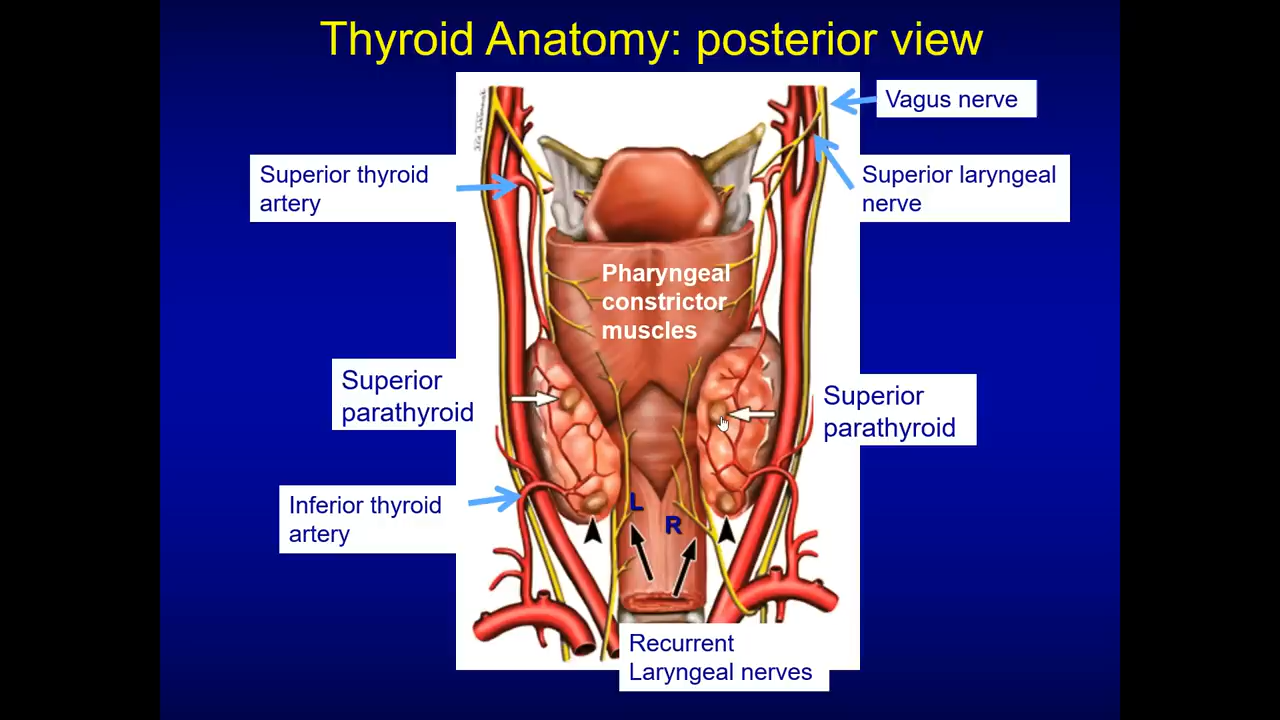 Thyroid Anatomy: posterior view
Vagus nerve
Superior thyroid
artery
Superior laryngeal
nerve
Pharyngeal
constrictor
muscles
Superior
parathyroid
Superior
parathyroid
Inferior thyroid
artery
L
R
Recurrent
Laryngeal nerves